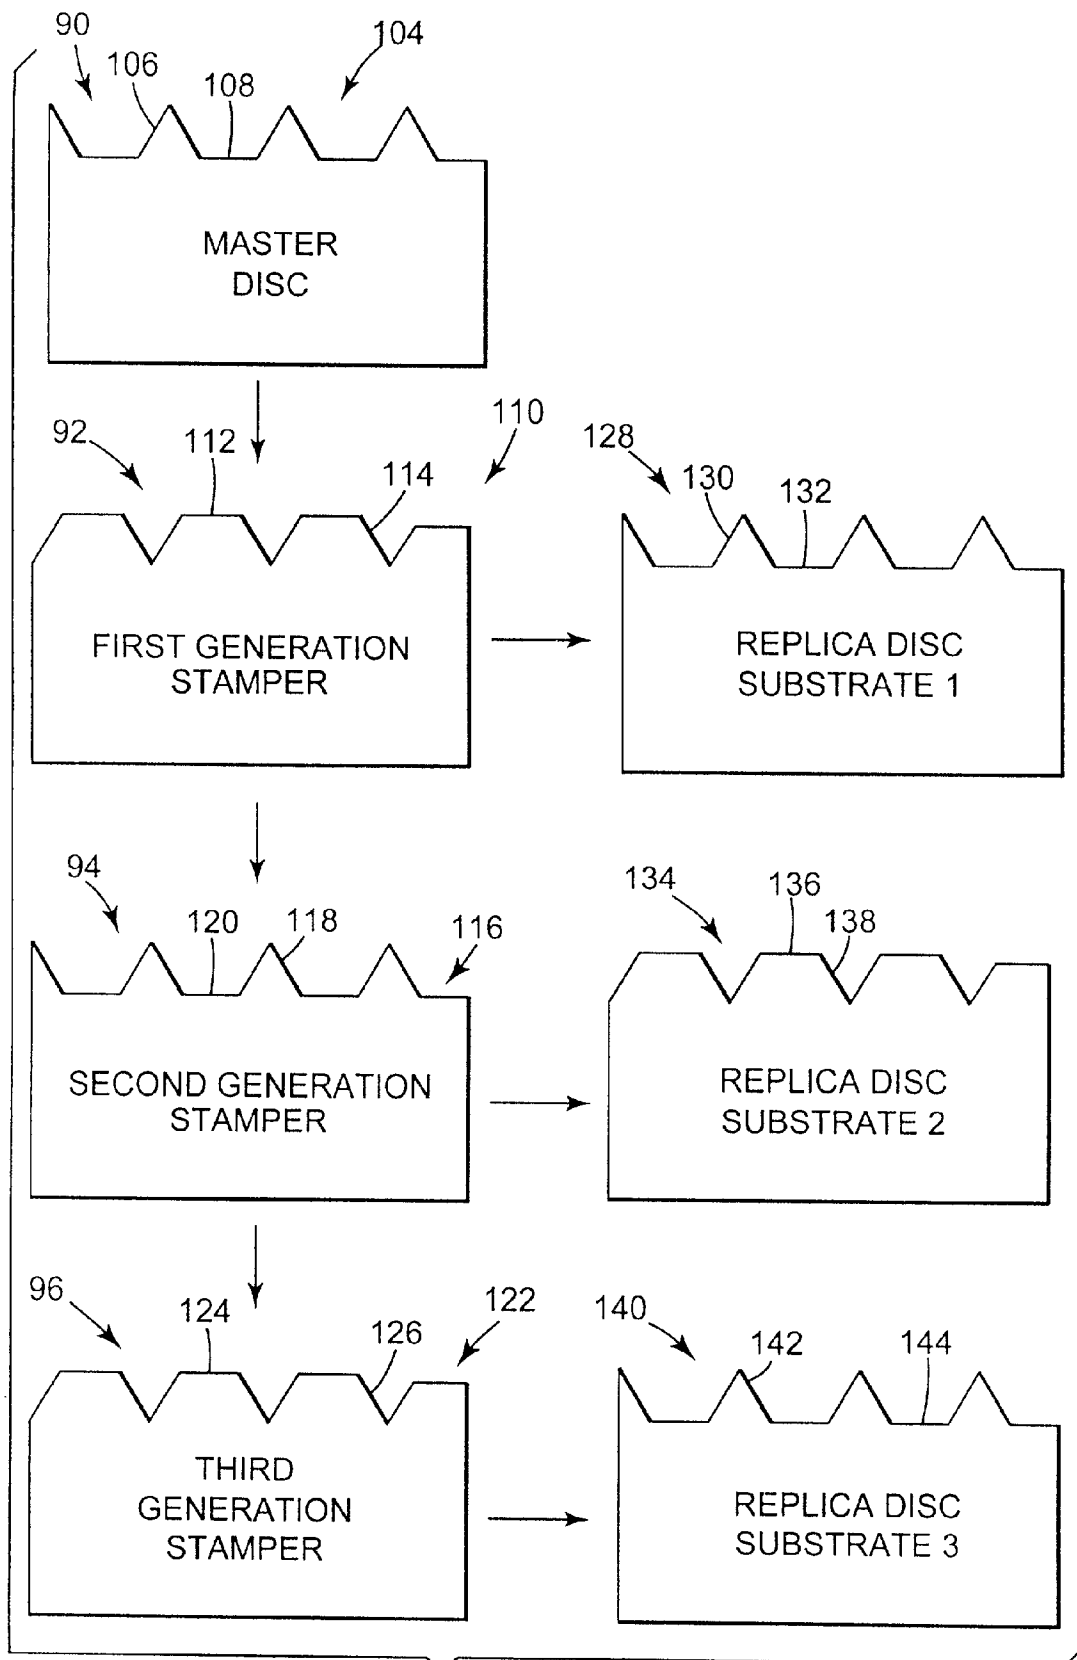 90
104
106
108
MASTER
DISC
92
112
110
114
128
130
132
FIRST GENERATION
STAMPER
REPLICA DISC
SUBSTRATE 1
94
120
118
116
134
136
138
SECOND GENERATION
STAMPER
REPLICA DISC
SUBSTRATE 2
96
124
126
122
140
142
144
THIRD
GENERATION
STAMPER
REPLICA DISC
SUBSTRATE 3